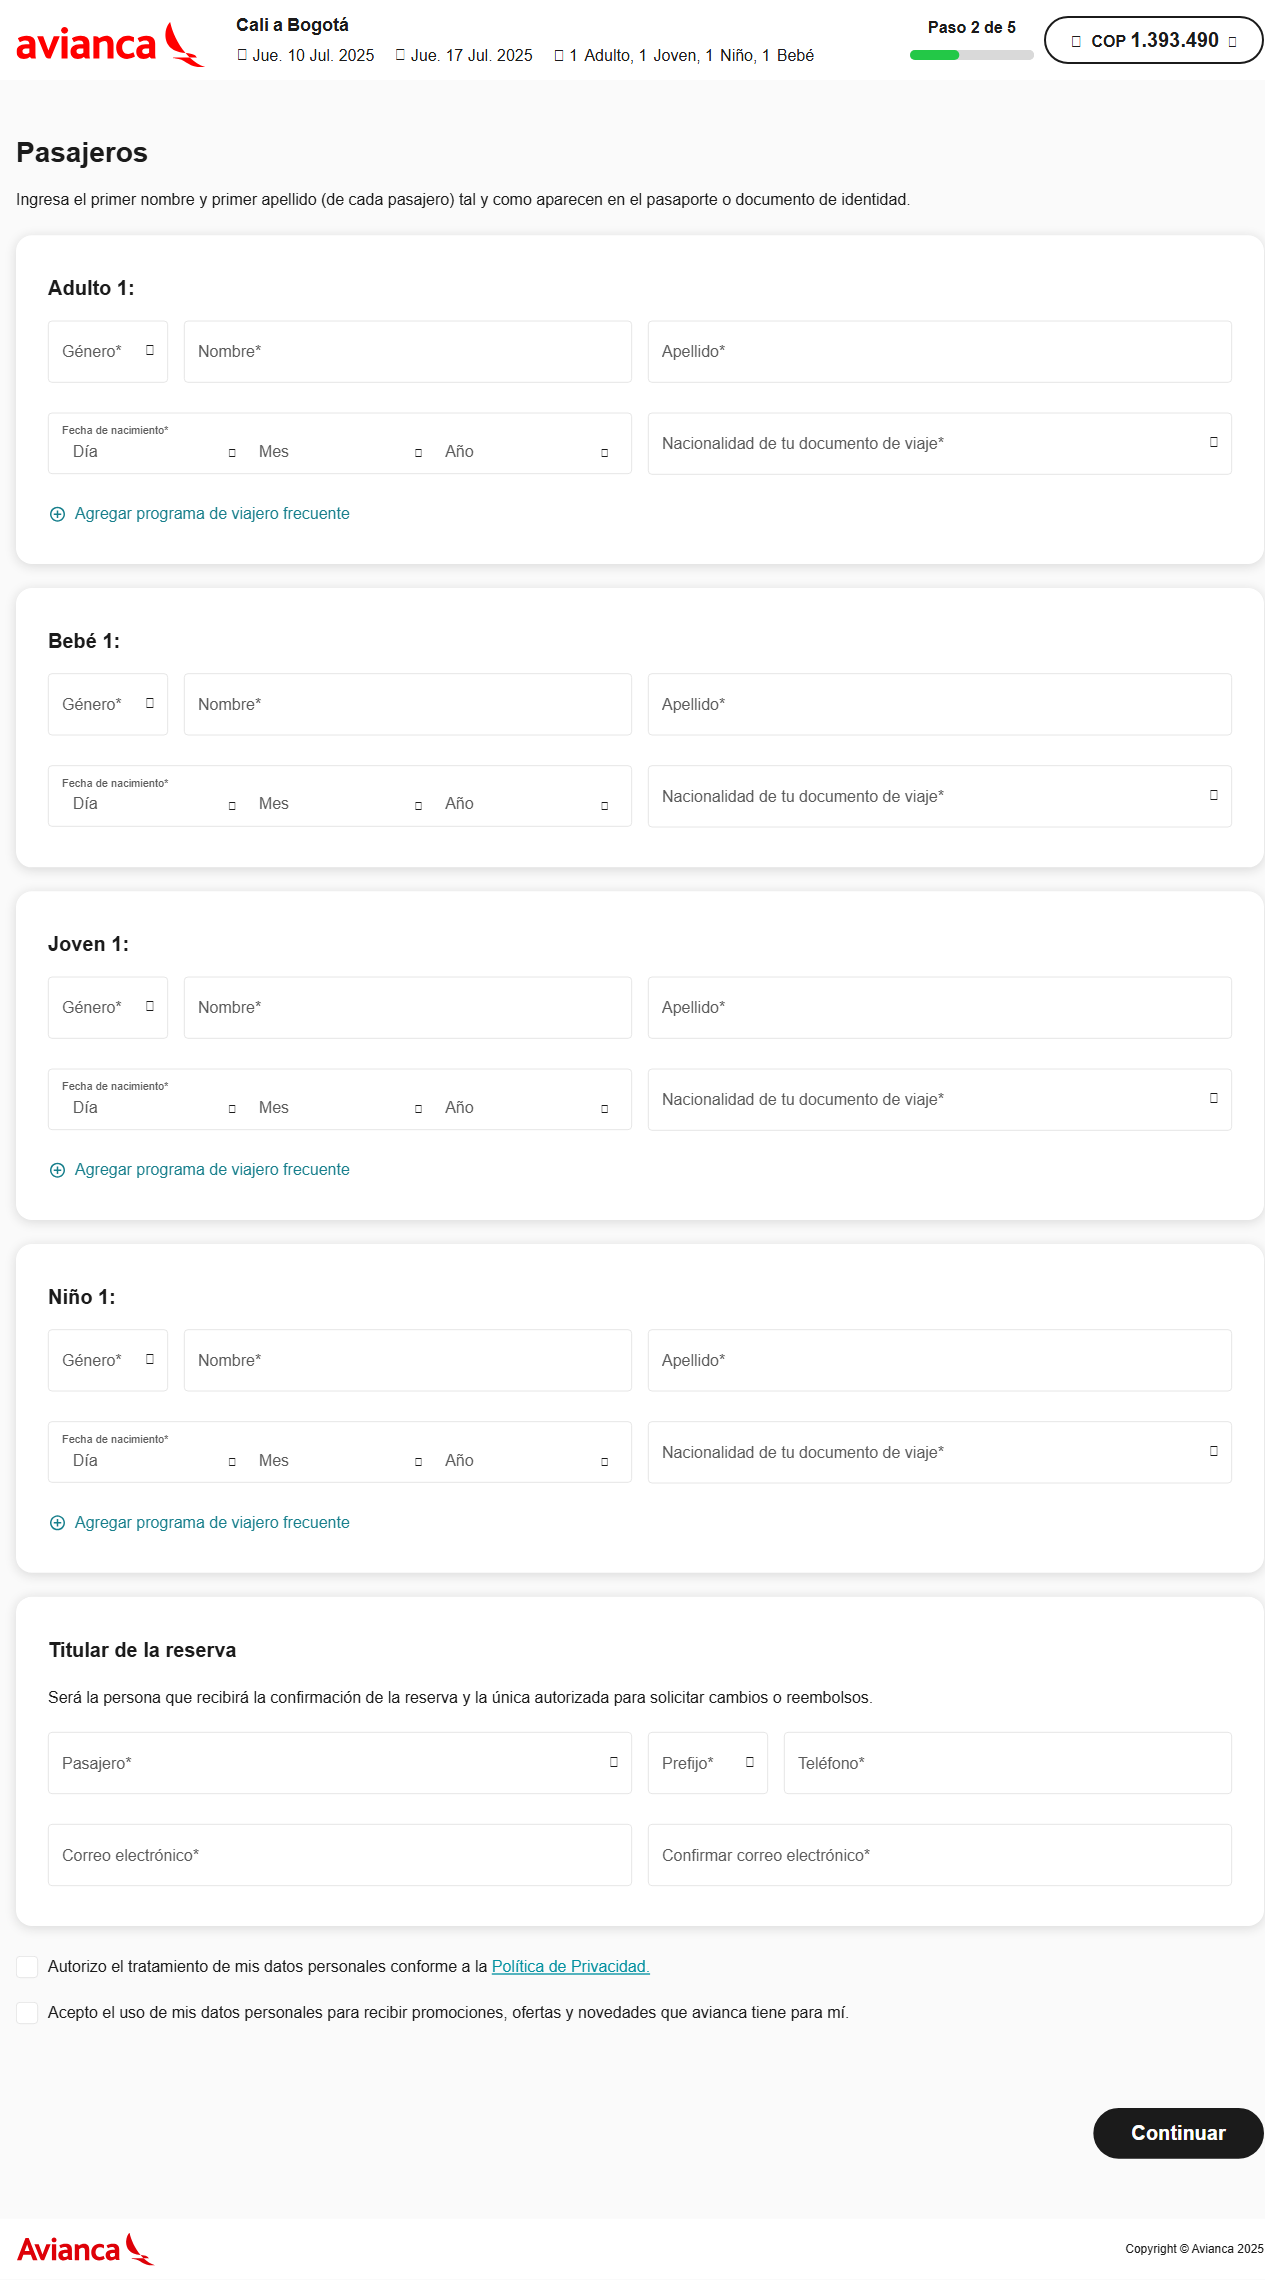 avianca
Cali a Bogotá
Jue. 10 Jul. 2025 Jue. 17 Jul. 2025 1 Adulto, 1 Joven, 1 Niño, 1 Bebé
Paso 2 de 5
COP 1.393.490
Pasajeros
Ingresa el primer nombre y primer apellido (de cada pasajero) tal y como aparecen en el pasaporte o documento de identidad.
Adulto 1:
Género* Nombre* Apellido*
Fecha de nacimiento*
Día Mes Año
Nacionalidad de tu documento de viaje*
Agregar programa de viajero frecuente
Bebé 1:
Género* Nombre* Apellido*
Fecha de nacimiento*
Día Mes Año
Nacionalidad de tu documento de viaje*
Joven 1:
Género* Nombre* Apellido*
Fecha de nacimiento*
Día Mes Año
Nacionalidad de tu documento de viaje*
Agregar programa de viajero frecuente
Niño 1:
Género* Nombre* Apellido*
Fecha de nacimiento*
Día Mes Año
Nacionalidad de tu documento de viaje*
Agregar programa de viajero frecuente
Titular de la reserva
Será la persona que recibirá la confirmación de la reserva y la única autorizada para solicitar cambios o reembolsos.
Pasajero* Prefijo* Teléfono*
Correo electrónico* Confirmar correo electrónico*
Autorizo el tratamiento de mis datos personales conforme a la Política de Privacidad.
Acepto el uso de mis datos personales para recibir promociones, ofertas y novedades que avianca tiene para mí.
Continuar
Avianca
Copyright © Avianca 2025